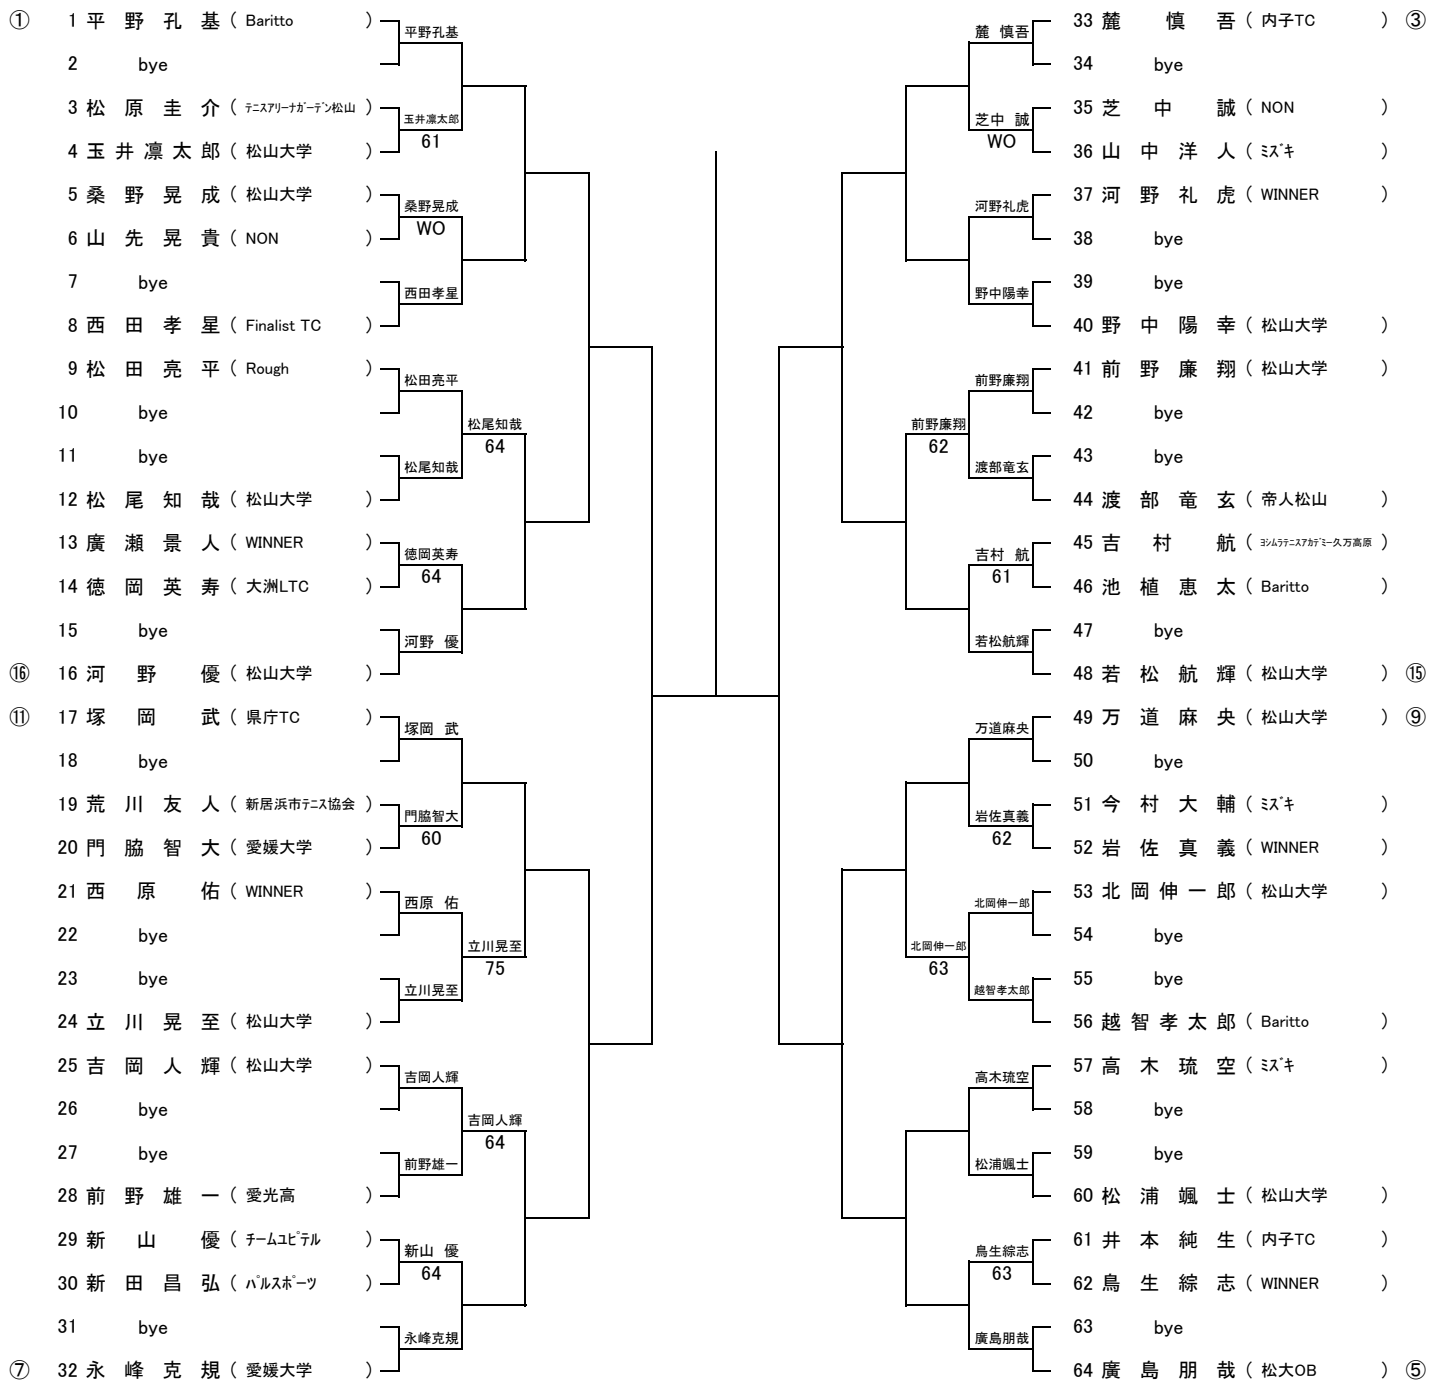 ① 1 平野孔基 （ Baritto ）
2 bye
3 松原圭介 （ テニスアリーナガーデン松山 ）
4 玉井凛太郎 （ 松山大学 ）
5 桑野晃成 （ 松山大学 ）
6 山先晃貴 （ NON ）
7 bye
8 西田孝星 （ Finalist TC ）
9 松田亮平 （ Rough ）
10 bye
11 bye
12 松尾知哉 （ 松山大学 ）
13 廣瀬景人 （ WINNER ）
14 徳岡英寿 （ 大洲LTC ）
15 bye
⑯ 16 河野優 （ 松山大学 ）
⑪ 17 塚岡武 （ 県庁TC ）
18 bye
19 荒川友人 （ 新居浜市テニス協会 ）
20 門脇智大 （ 愛媛大学 ）
21 西原佑 （ WINNER ）
22 bye
23 bye
24 立川晃至 （ 松山大学 ）
25 吉岡人輝 （ 松山大学 ）
26 bye
27 bye
28 前野雄一 （ 愛光高 ）
29 新山優 （ チームユピテル ）
30 新田昌弘 （ パルスポーツ ）
31 bye
⑦ 32 永峰克規 （ 愛媛大学 ）
平野孔基
玉井凛太郎
61
桑野晃成
WO
西田孝星
松田亮平
松尾知哉
徳岡英寿
64
河野 優
塚岡 武
門脇智大
60
西原 佑
立川晃至
吉岡人輝
前野雄一
新山 優
64
永峰克規
松尾知哉
64
立川晃至
75
吉岡人輝
64
前野廉翔
62
北岡伸一郎
63
麓 慎吾
芝中 誠
WO
河野礼虎
野中陽幸
前野廉翔
渡部竜玄
吉村 航
61
若松航輝
万道麻央
岩佐真義
62
北岡伸一郎
越智孝太郎
高木琉空
松浦颯士
鳥生綜志
63
廣島朋哉
33 麓慎吾 （ 内子TC ） ③
34 bye
35 芝中誠 （ NON ）
36 山中洋人 （ ミズキ ）
37 河野礼虎 （ WINNER ）
38 bye
39 bye
40 野中陽幸 （ 松山大学 ）
41 前野廉翔 （ 松山大学 ）
42 bye
43 bye
44 渡部竜玄 （ 帝人松山 ）
45 吉村航 （ ヨシムラテニスアカデミー久万高原 ）
46 池植恵太 （ Baritto ）
47 bye
48 若松航輝 （ 松山大学 ） ⑮
49 万道麻央 （ 松山大学 ） ⑨
50 bye
51 今村大輔 （ ミズキ ）
52 岩佐真義 （ WINNER ）
53 北岡伸一郎 （ 松山大学 ）
54 bye
55 bye
56 越智孝太郎 （ Baritto ）
57 高木琉空 （ ミズキ ）
58 bye
59 bye
60 松浦颯士 （ 松山大学 ）
61 井本純生 （ 内子TC ）
62 鳥生綜志 （ WINNER ）
63 bye
64 廣島朋哉 （ 松大OB ） ⑤